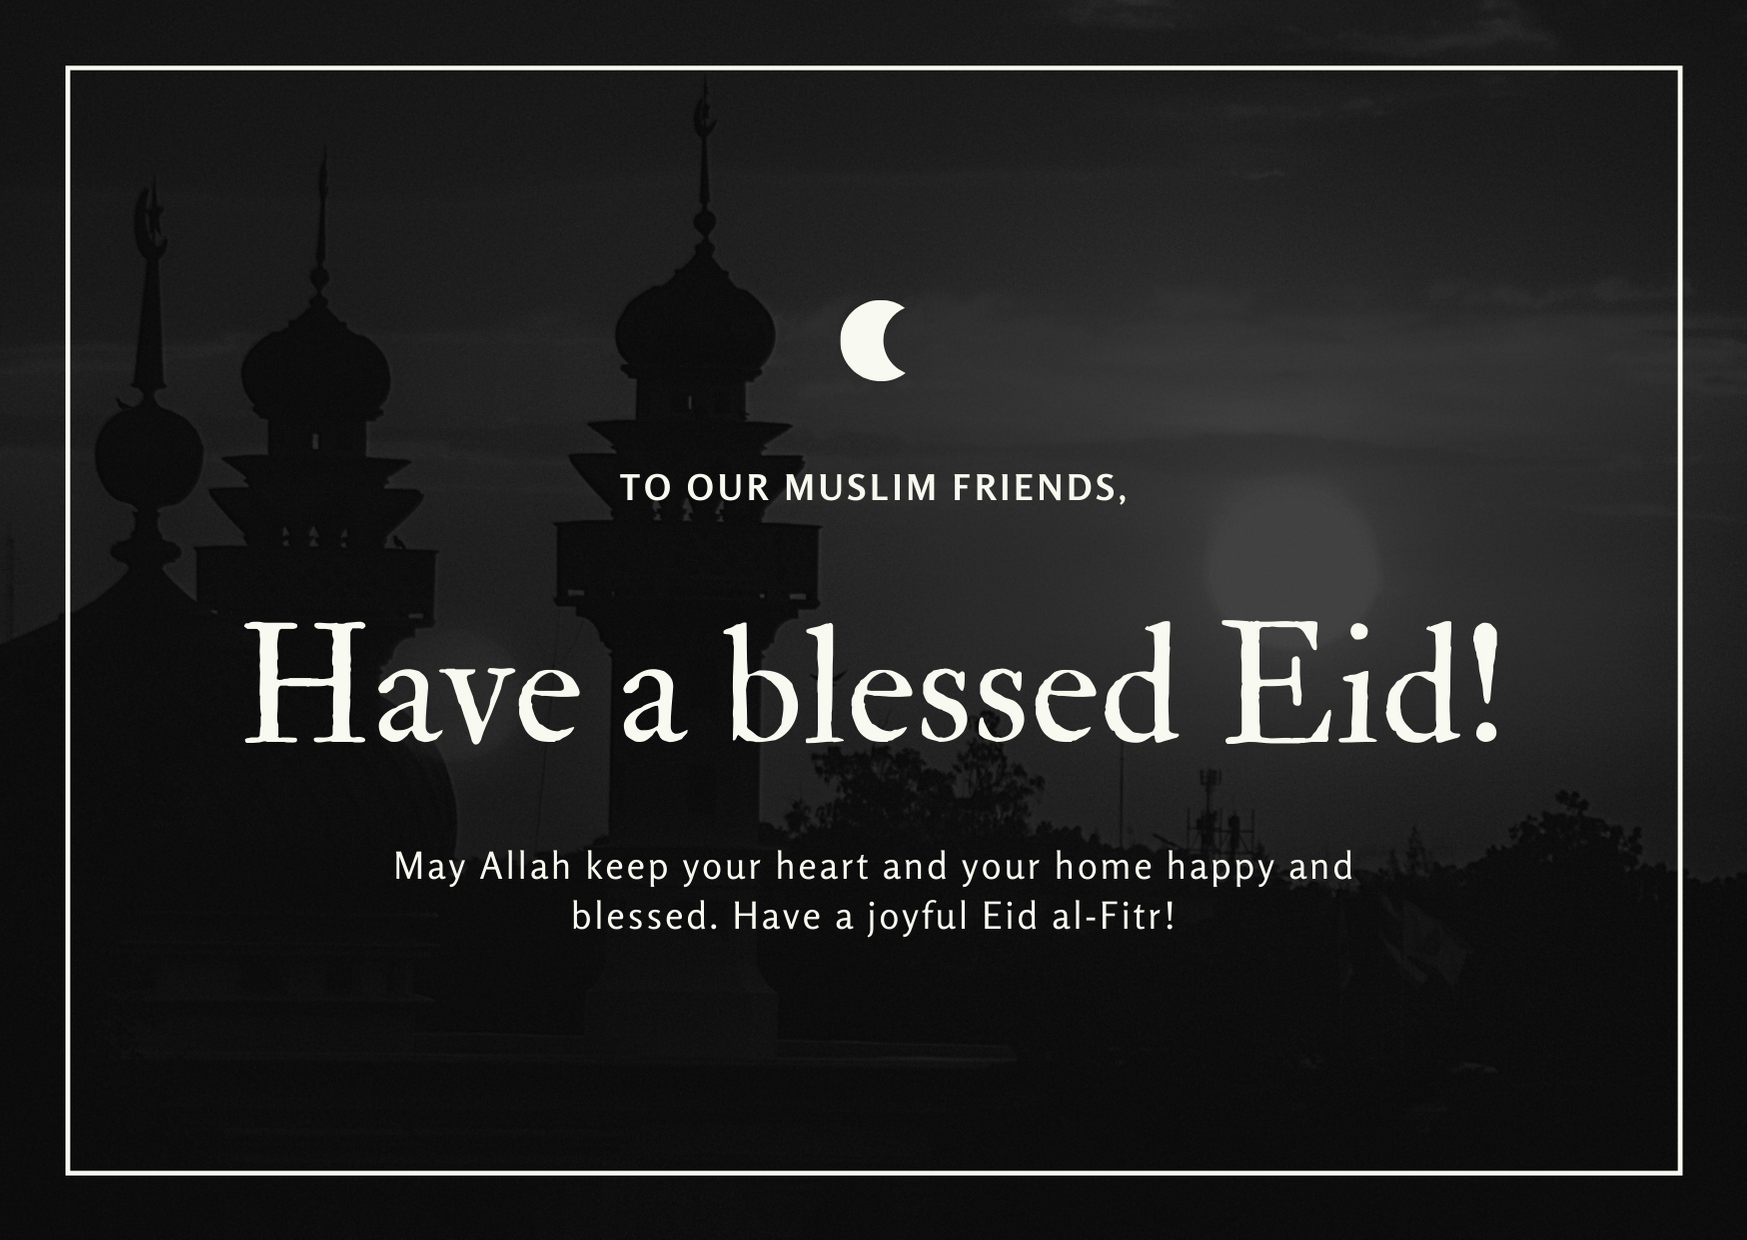 TO OUR MUSLIM FRIENDS,
Have a blessed Eid!
May Allah keep your heart and your home happy and
blessed. Have a joyful Eid al-Fitr!